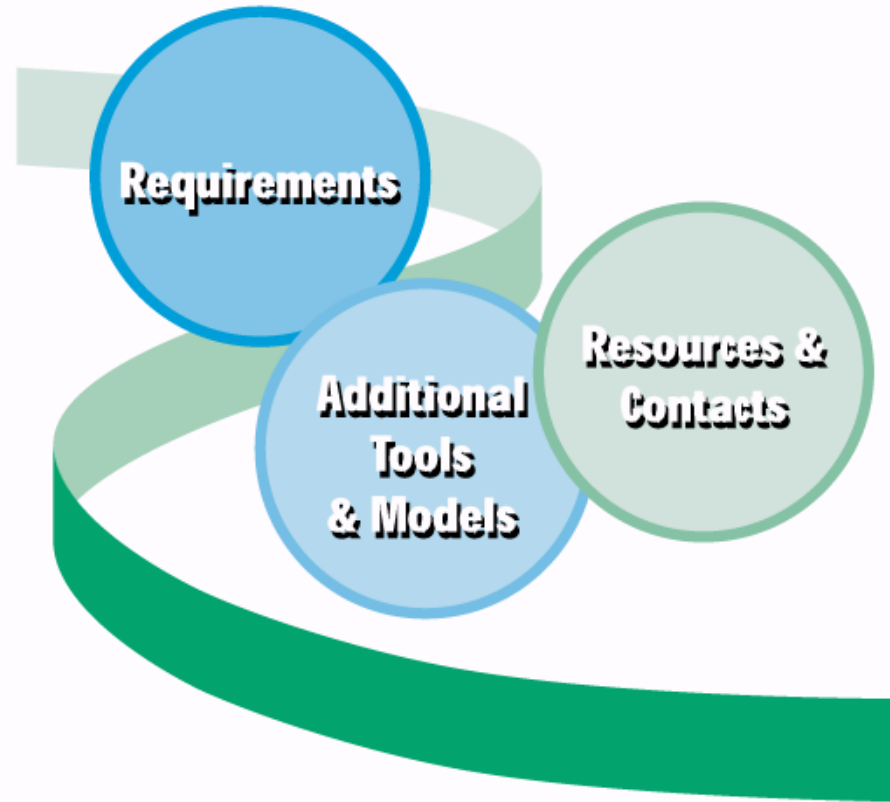 Requirements
Additional
Tools
& Models
Resources &
Contacts